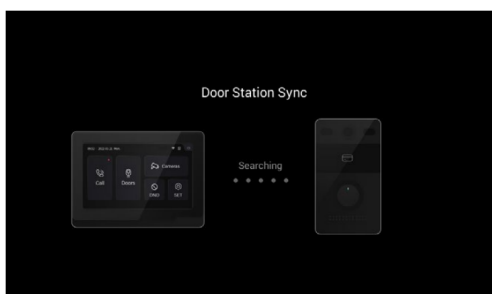 Door Station Sync
Cameras
Call
Doors
DND
SET
Searching